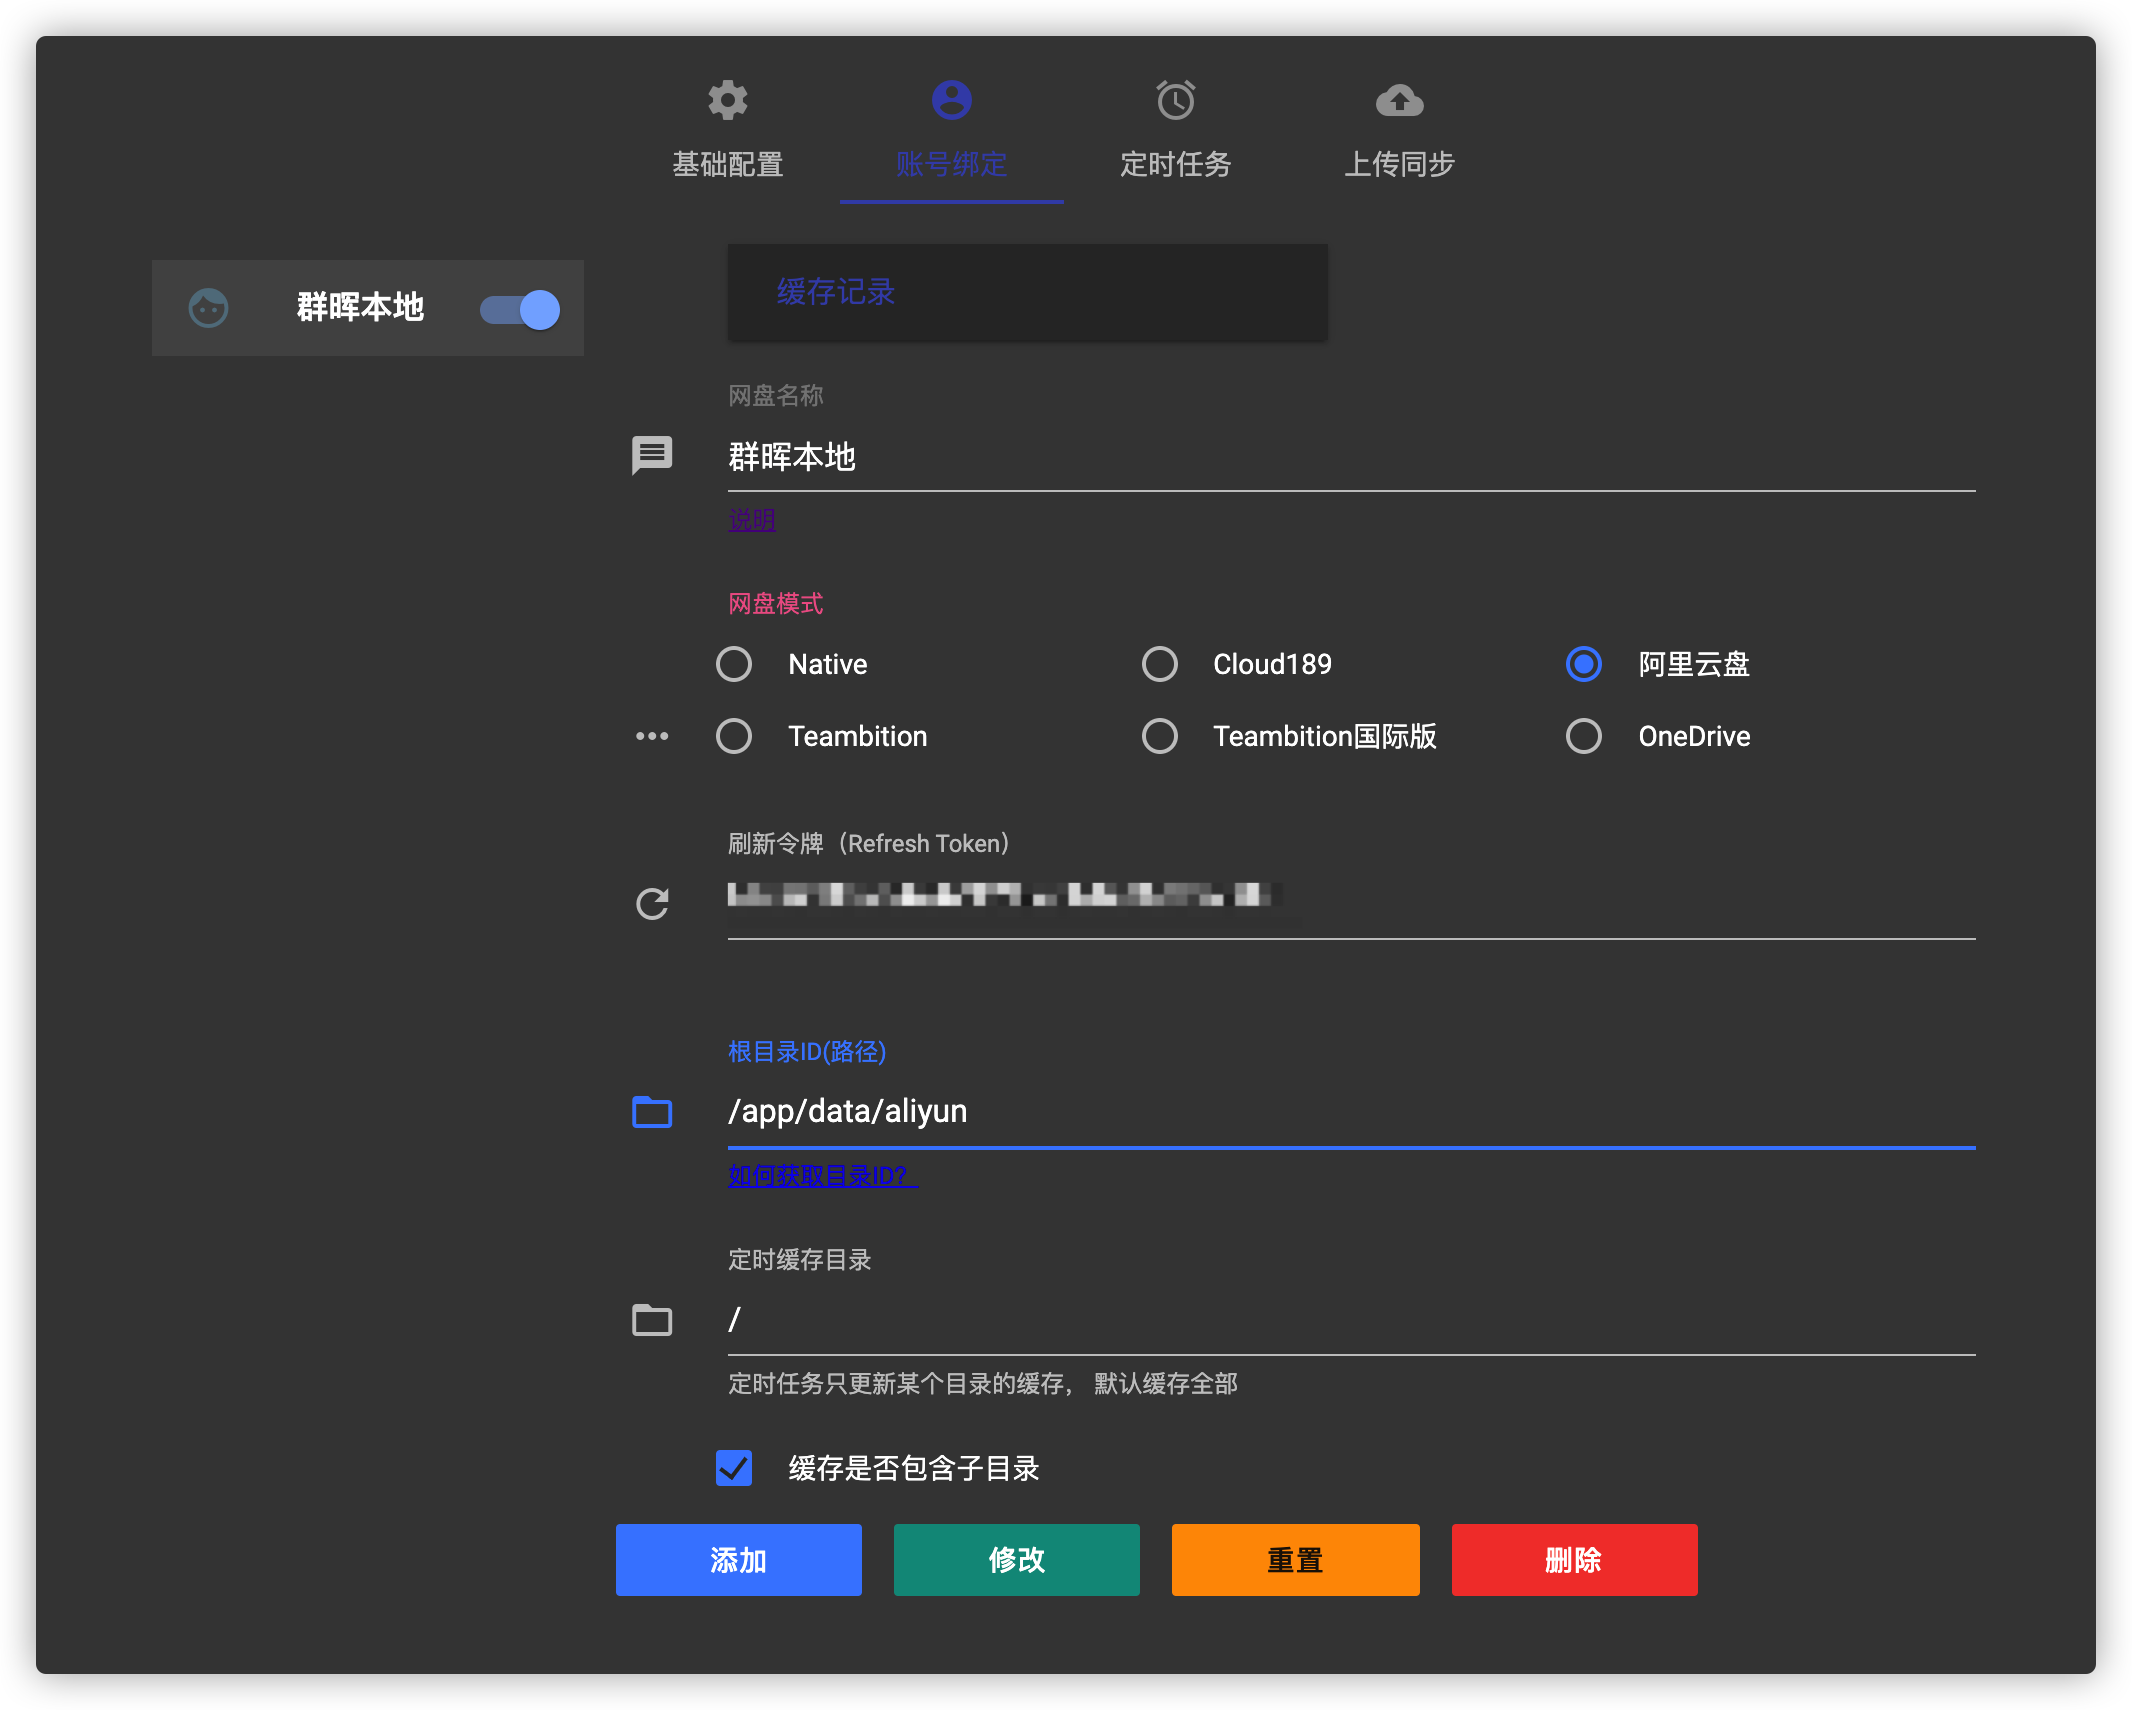 基础配置 账号绑定 定时任务 上传同步
群晖本地
缓存记录
网盘名称
群晖本地
说明
网盘模式
Native Cloud189 阿里云盘
Teambition Teambition国际版 OneDrive
刷新令牌（Refresh Token）
根目录ID(路径)
/app/data/aliyun
如何获取目录ID？
定时缓存目录
/
定时任务只更新某个目录的缓存， 默认缓存全部
缓存是否包含子目录
添加 修改 重置 删除